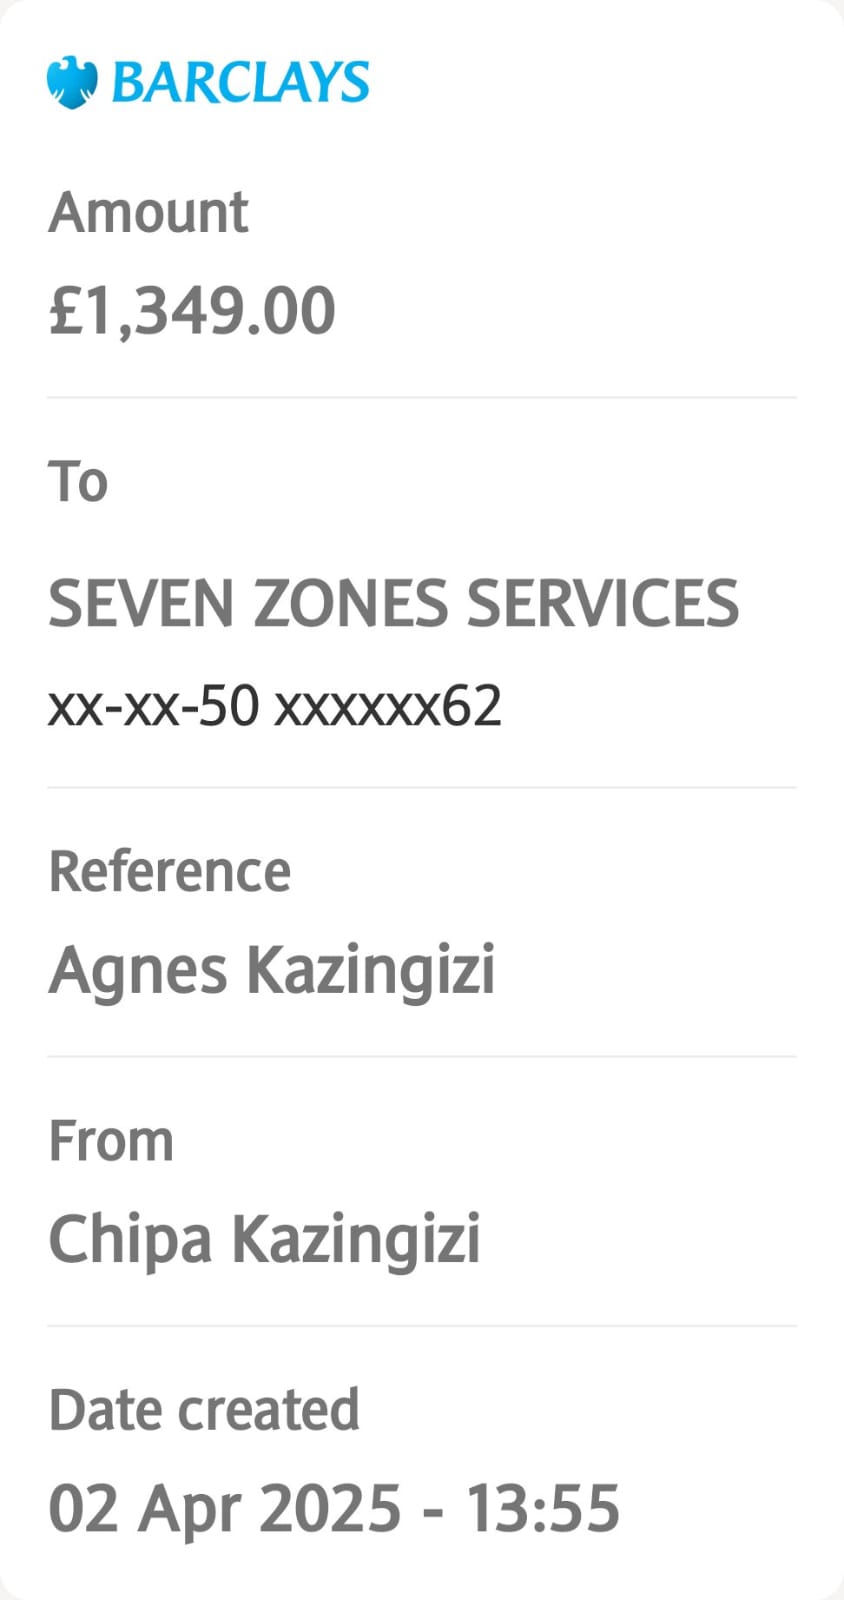 BARCLAYS
Amount
£1,349.00
To
SEVEN ZONES SERVICES
xx-xx-50 xxxxxx62
Reference
Agnes Kazingizi
From
Chipa Kazingizi
Date created
02 Apr 2025 - 13:55